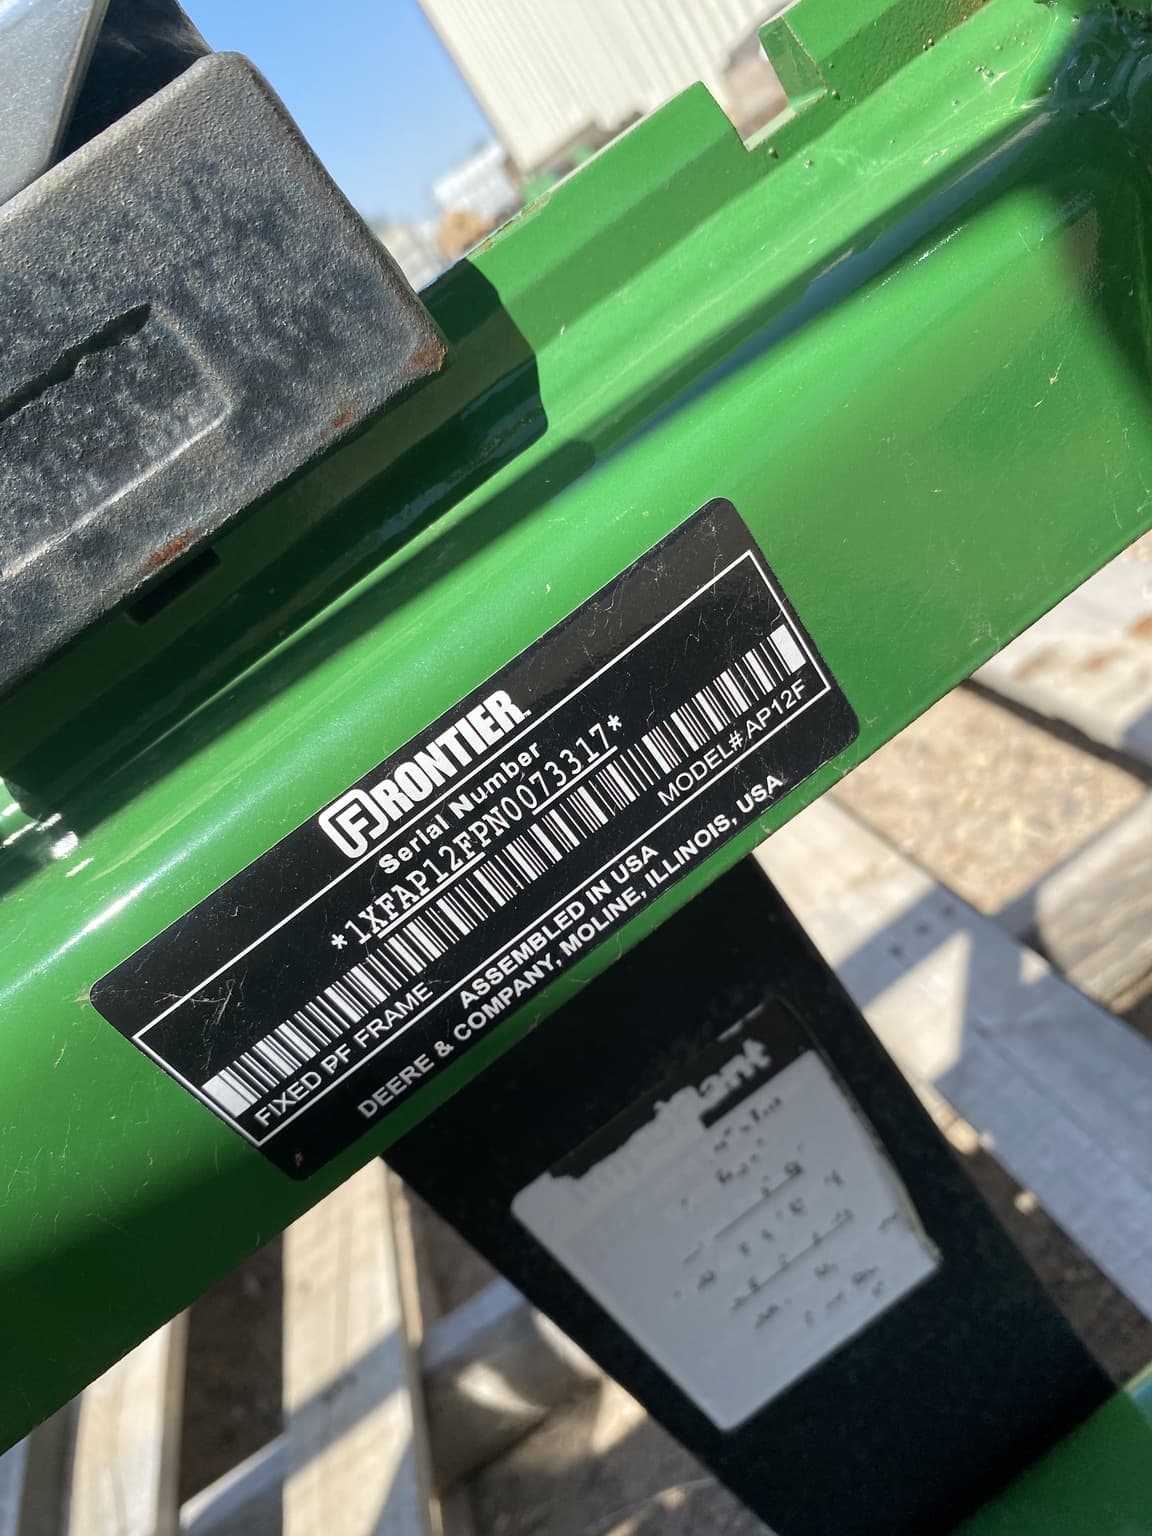 FRONTIER
Serial Number
*1XFAP12FPN0073317*
FIXED PF FRAME MODEL# AP12F
ASSEMBLED IN USA
DEERE & COMPANY, MOLINE, ILLINOIS, USA